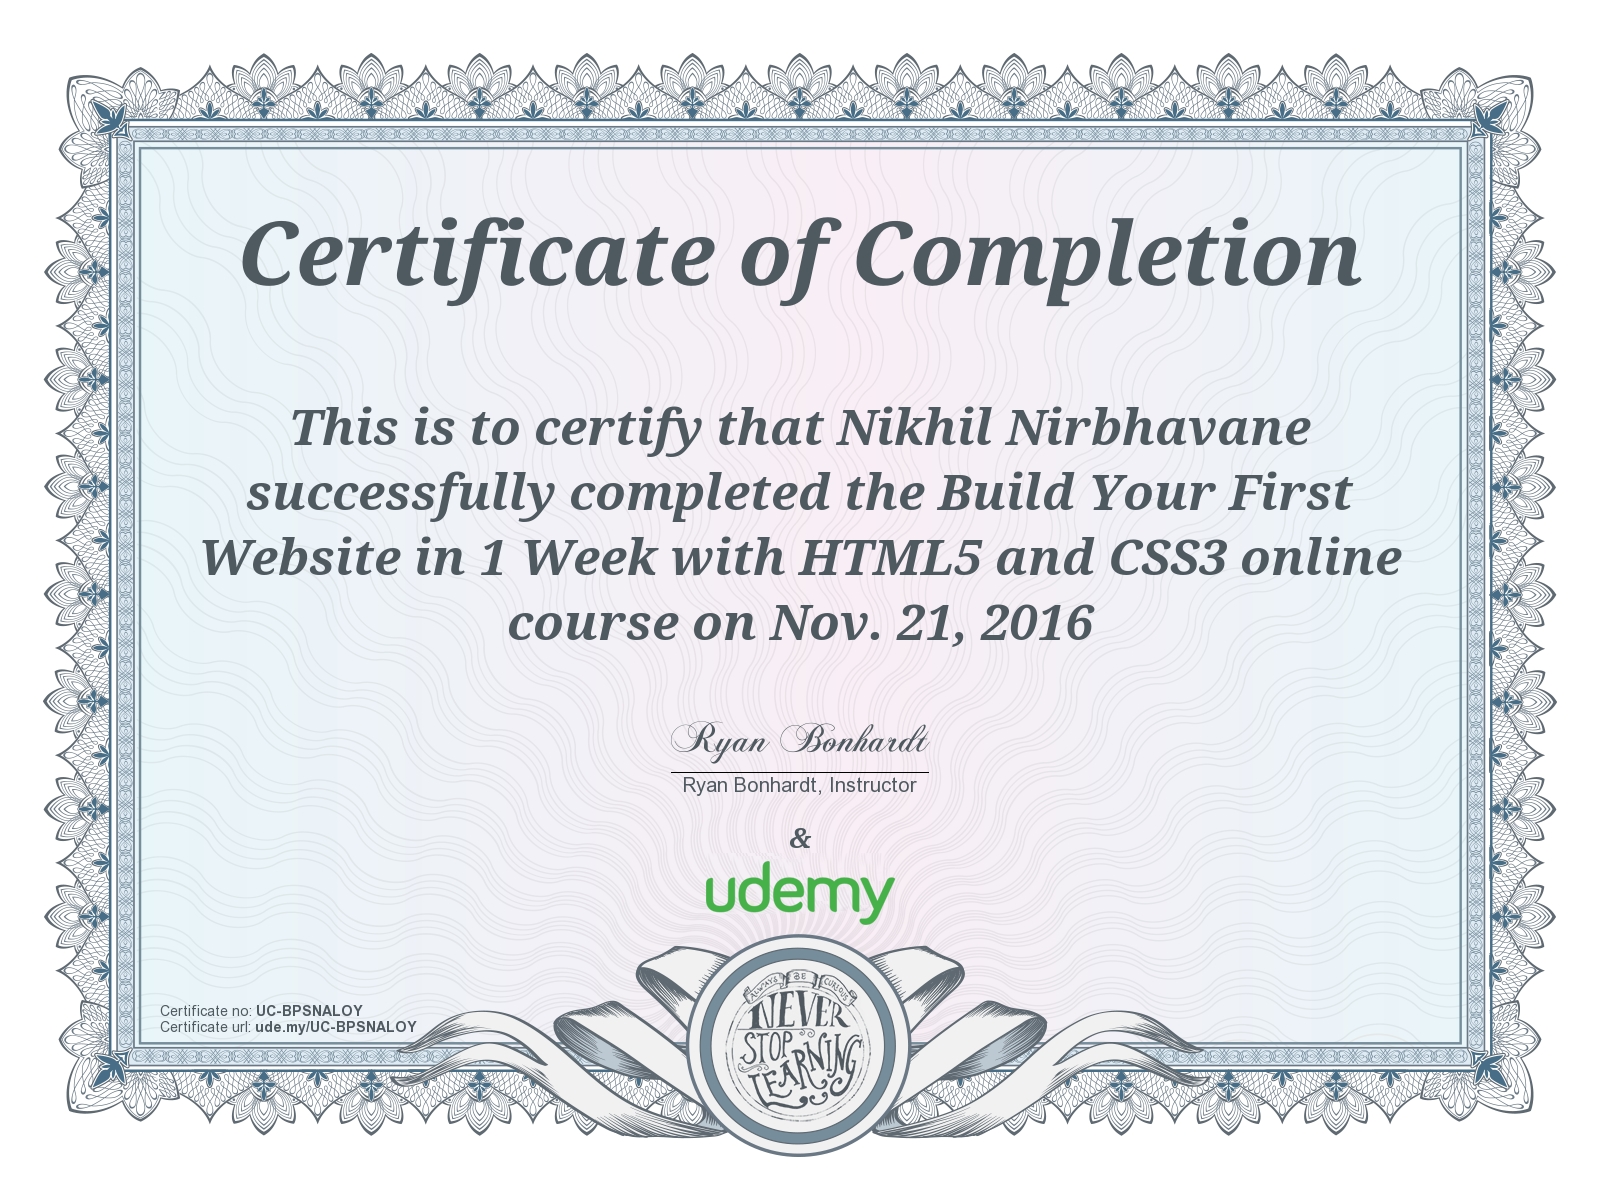 Certificate of Completion
This is to certify that Nikhil Nirbhavane
successfully completed the Build Your First
Website in 1 Week with HTML5 and CSS3 online
course on Nov. 21, 2016
Ryan Bonhardt
Ryan Bonhardt, Instructor
&
udemy
Certificate no: UC-BPSNALOY
Certificate url: ude.my/UC-BPSNALOY
ALWAYS BE CURIOUS
NEVER
STOP
LEARNING